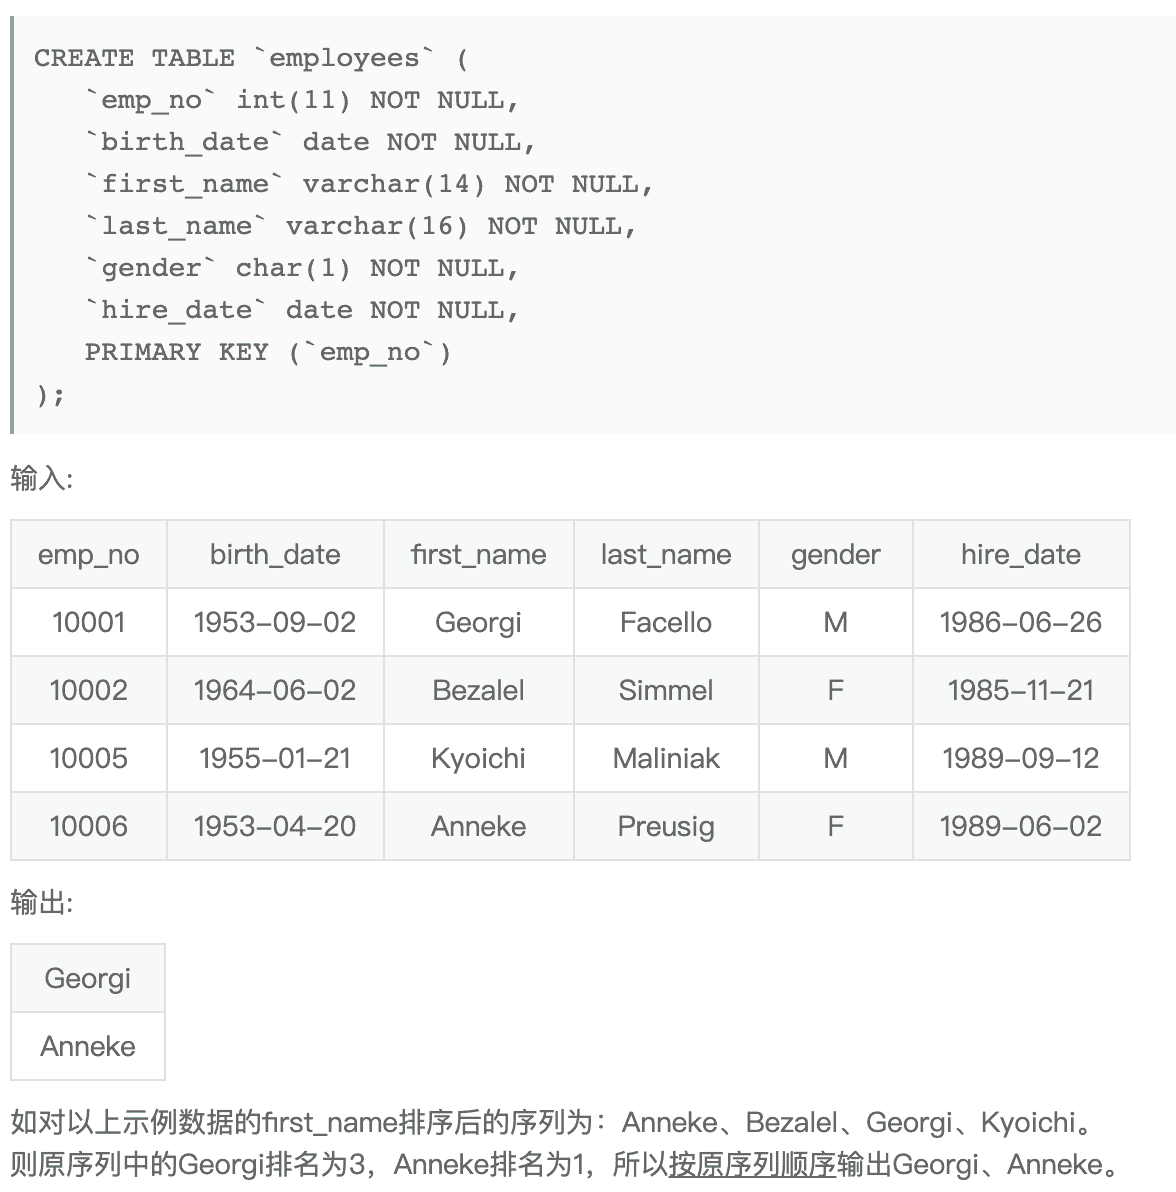 CREATE TABLE `employees` (
`emp_no` int(11) NOT NULL,
`birth_date` date NOT NULL,
`first_name` varchar(14) NOT NULL,
`last_name` varchar(16) NOT NULL,
`gender` char(1) NOT NULL,
`hire_date` date NOT NULL,
PRIMARY KEY (`emp_no`)
);
输入:
emp_no birth_date first_name last_name gender hire_date
10001 1953-09-02 Georgi Facello M 1986-06-26
10002 1964-06-02 Bezalel Simmel F 1985-11-21
10005 1955-01-21 Kyoichi Maliniak M 1989-09-12
10006 1953-04-20 Anneke Preusig F 1989-06-02
输出:
Georgi
Anneke
如对以上示例数据的first_name排序后的序列为：Anneke、Bezalel、Georgi、Kyoichi。
则原序列中的Georgi排名为3，Anneke排名为1，所以按原序列顺序输出Georgi、Anneke。